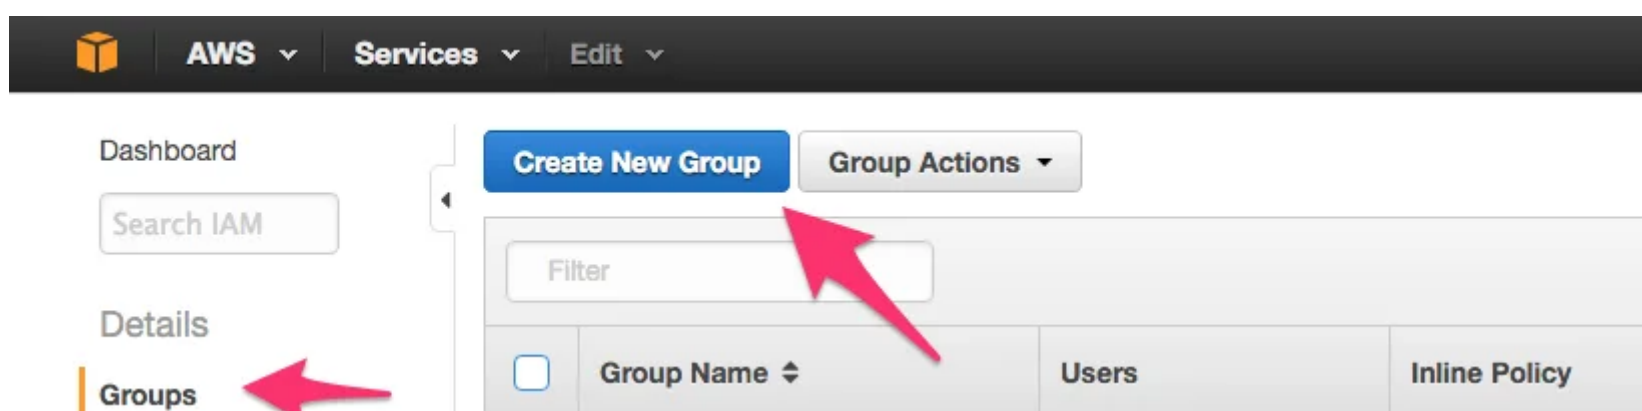 AWS Services Edit
Dashboard
Search IAM
Details
Groups
Create New Group Group Actions
Filter
Group Name Users Inline Policy